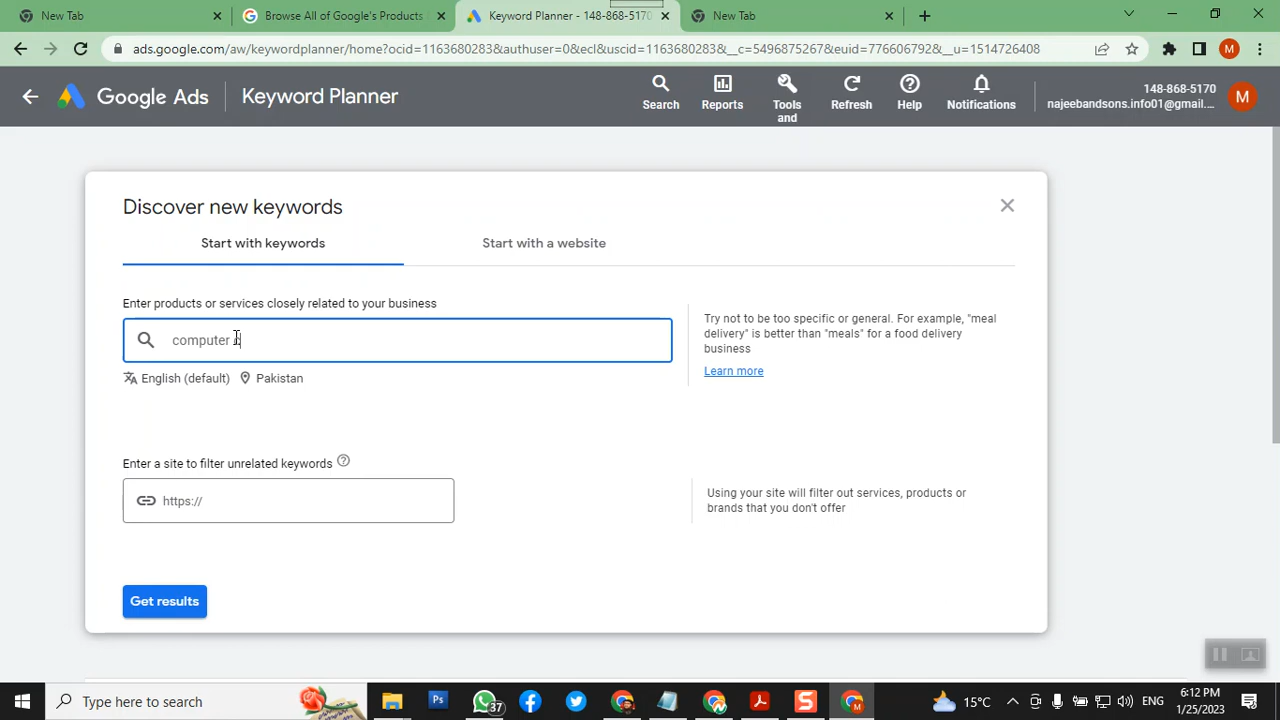 New Tab
Browse All of Google's Products
Keyword Planner - 148-868-5170
New Tab
ads.google.com/aw/keywordplanner/home?ocid=1163680283&authuser=0&ecl&uscid=1163680283&__c=5496875267&euid=776606792&__u=1514726408
M
Google Ads
Keyword Planner
Search
Reports
Tools and
Refresh
Help
Notifications
148-868-5170
najeebandsons.info01@gmail....
M
Discover new keywords
Start with keywords
Start with a website
Enter products or services closely related to your business
computer
English (default)
Pakistan
Try not to be too specific or general. For example, "meal
delivery" is better than "meals" for a food delivery
business
Learn more
Enter a site to filter unrelated keywords
https://
Using your site will filter out services, products or
brands that you don't offer
Get results
Type here to search
Ps
37
S
M
15°C
ENG
6:12 PM
1/25/2023